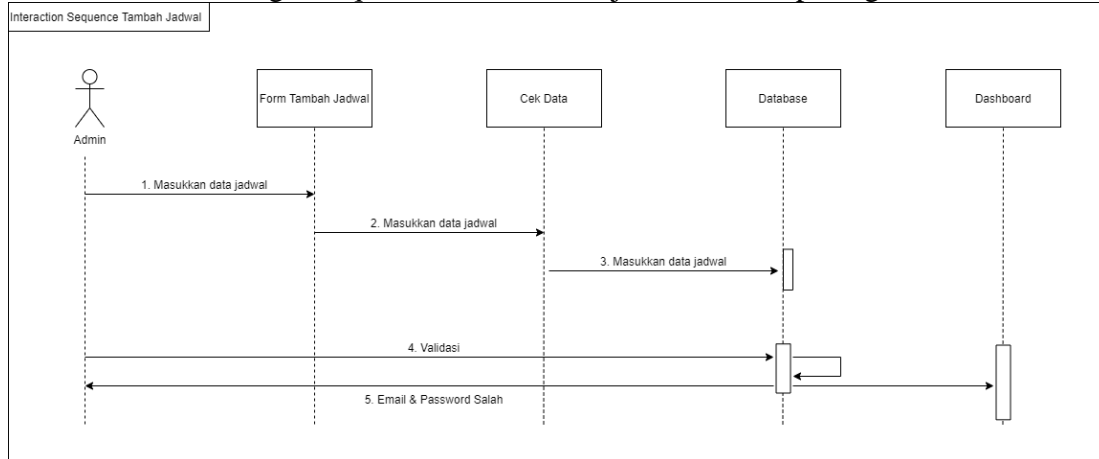 Interaction Sequence Tambah Jadwal
Admin
Form Tambah Jadwal
Cek Data
Database
Dashboard
1. Masukkan data jadwal
2. Masukkan data jadwal
3. Masukkan data jadwal
4. Validasi
5. Email & Password Salah